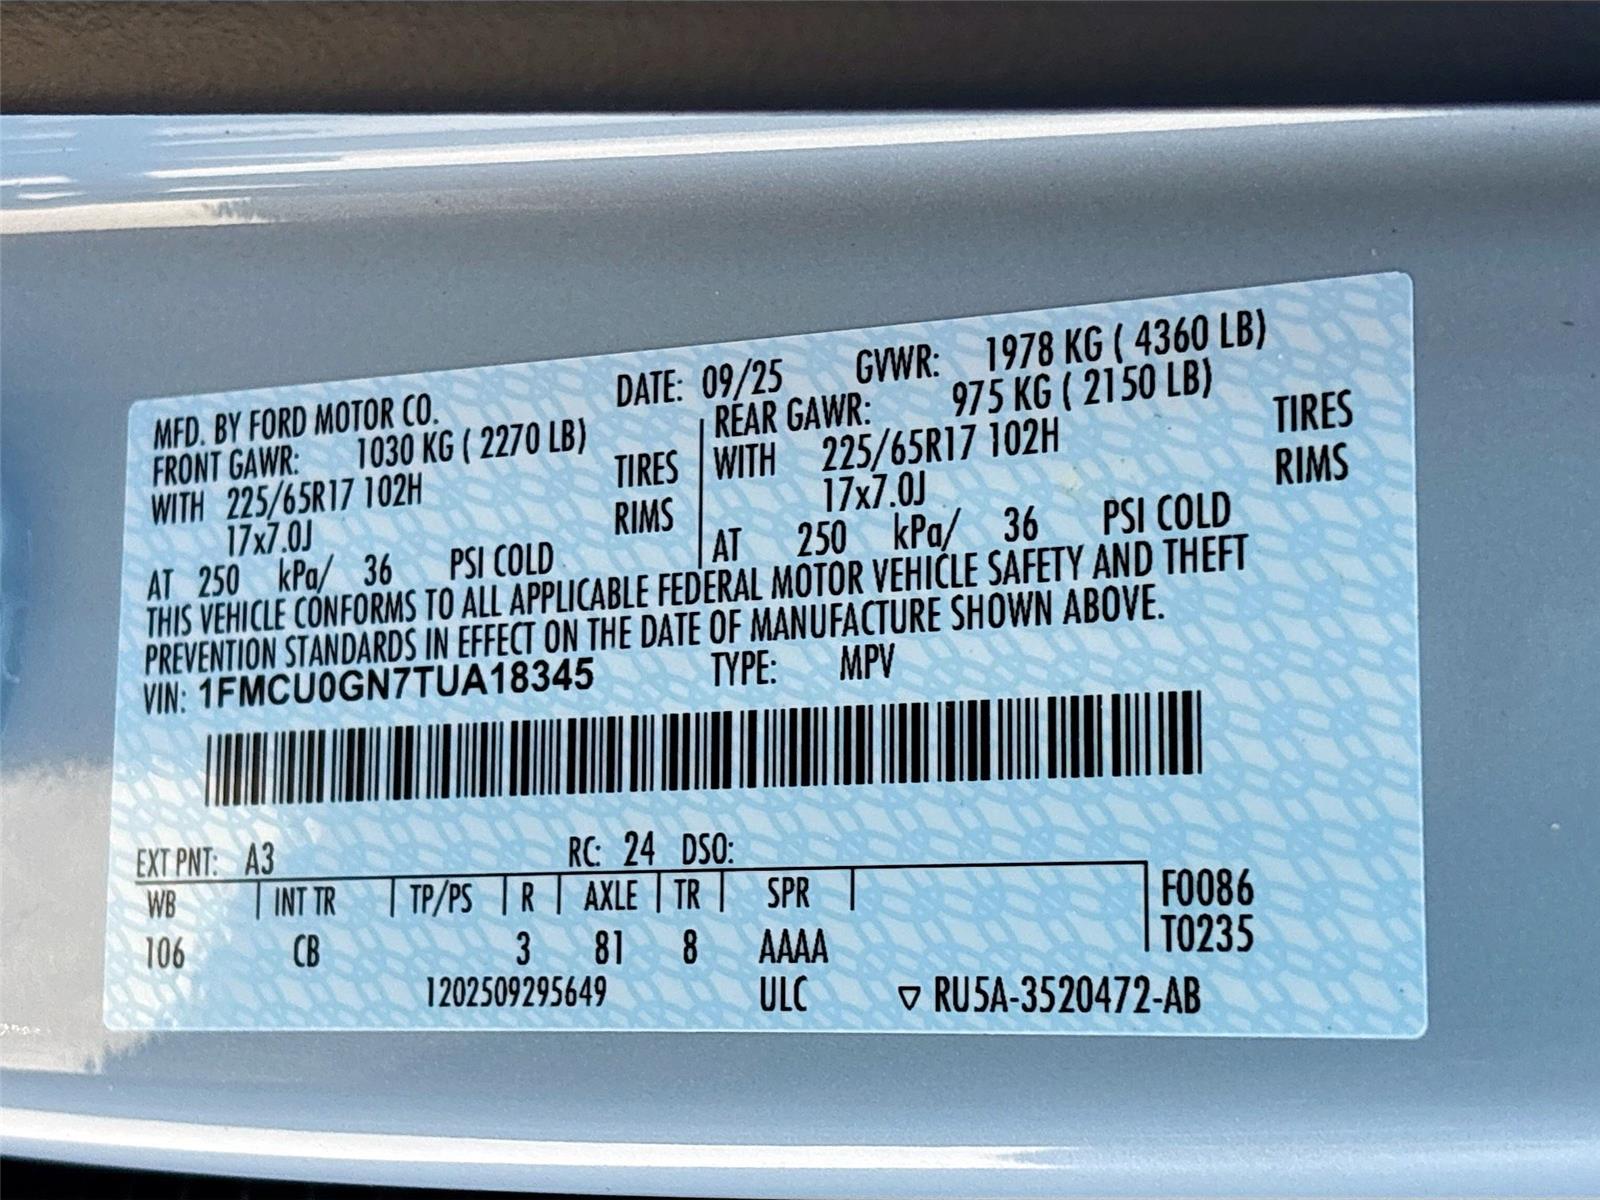 MFD. BY FORD MOTOR CO. DATE: 09/25 GVWR: 1978 KG ( 4360 LB)
FRONT GAWR: 1030 KG ( 2270 LB) REAR GAWR: 975 KG ( 2150 LB)
WITH 225/65R17 102H TIRES WITH 225/65R17 102H TIRES
17x7.0J RIMS 17x7.0J RIMS
AT 250 kPa/ 36 PSI COLD AT 250 kPa/ 36 PSI COLD
THIS VEHICLE CONFORMS TO ALL APPLICABLE FEDERAL MOTOR VEHICLE SAFETY AND THEFT
PREVENTION STANDARDS IN EFFECT ON THE DATE OF MANUFACTURE SHOWN ABOVE.
VIN: 1FMCU0GN7TUA18345 TYPE: MPV
EXT PNT: A3 RC: 24 DSO:
WB INT TR TP/PS R AXLE TR SPR F0086
106 CB 3 81 8 AAAA T0235
1202509295649 ULC ▽ RU5A-3520472-AB